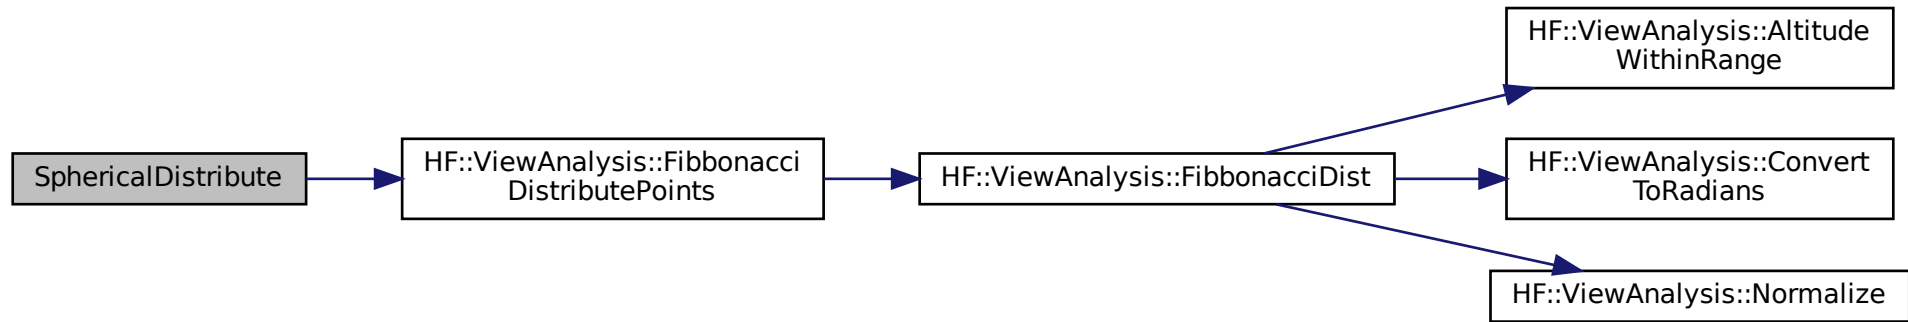 SphericalDistribute
HF::ViewAnalysis::Fibbonacci
DistributePoints
HF::ViewAnalysis::FibbonacciDist
HF::ViewAnalysis::Altitude
WithinRange
HF::ViewAnalysis::Convert
ToRadians
HF::ViewAnalysis::Normalize